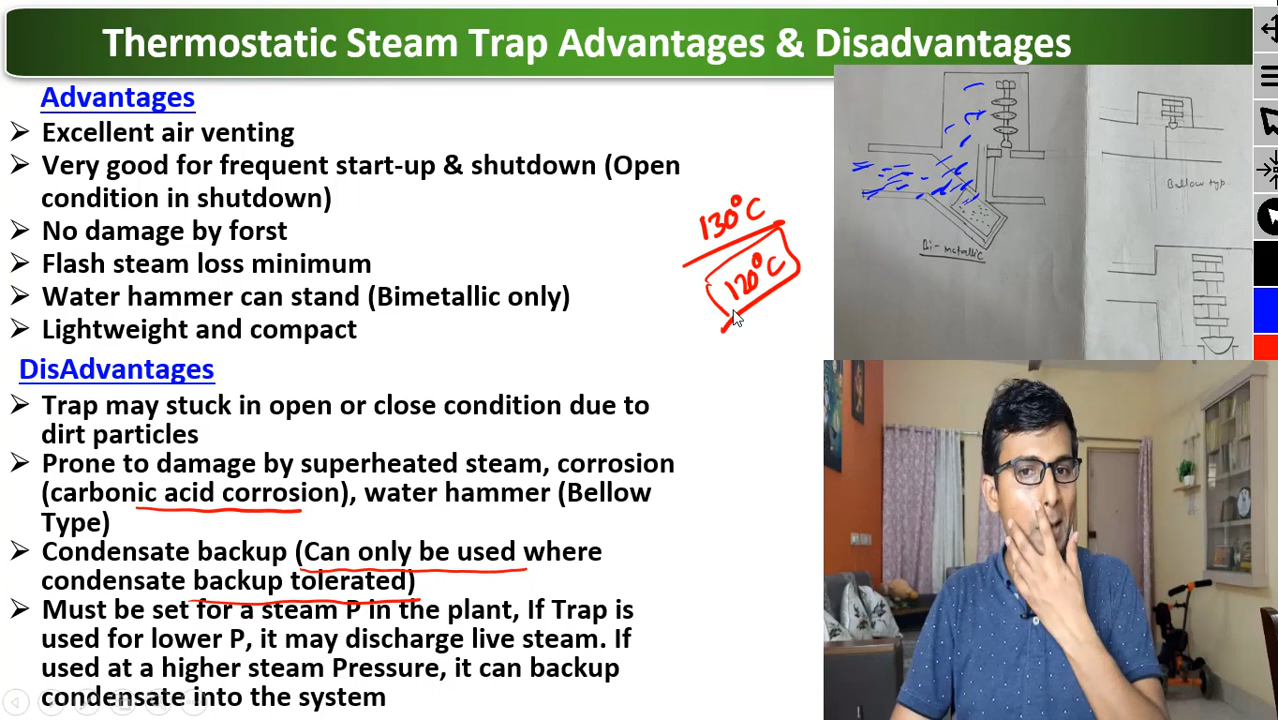 Thermostatic Steam Trap Advantages & Disadvantages
Advantages
➤ Excellent air venting
➤ Very good for frequent start-up & shutdown (Open
condition in shutdown)
➤ No damage by forst
➤ Flash steam loss minimum
➤ Water hammer can stand (Bimetallic only)
➤ Lightweight and compact
DisAdvantages
➤ Trap may stuck in open or close condition due to
dirt particles
➤ Prone to damage by superheated steam, corrosion
(carbonic acid corrosion), water hammer (Bellow
Type)
➤ Condensate backup (Can only be used where
condensate backup tolerated)
➤ Must be set for a steam P in the plant, If Trap is
used for lower P, it may discharge live steam. If
used at a higher steam Pressure, it can backup
condensate into the system
130°C
120°C
Bi-metallic
Bellow typ.